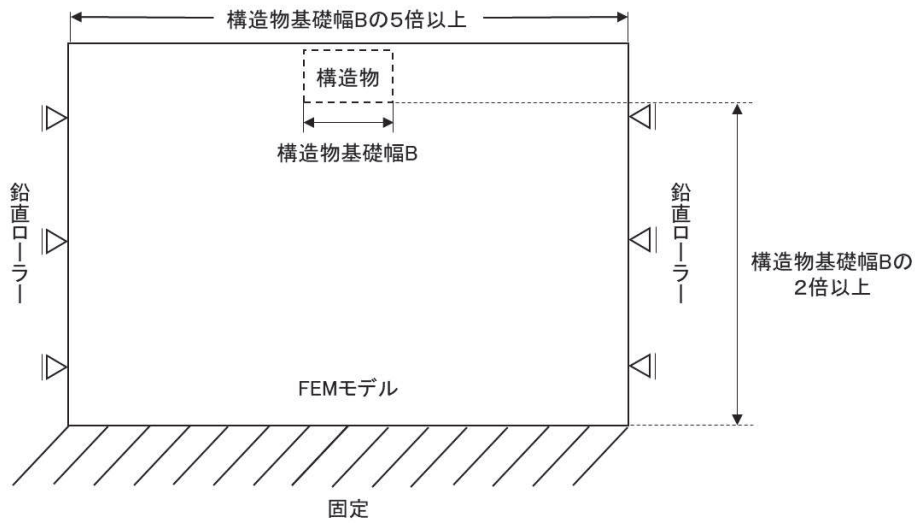 構造物基礎幅Bの5倍以上
構造物
構造物基礎幅B
鉛直ローラー
鉛直ローラー
構造物基礎幅Bの
2倍以上
FEMモデル
固定